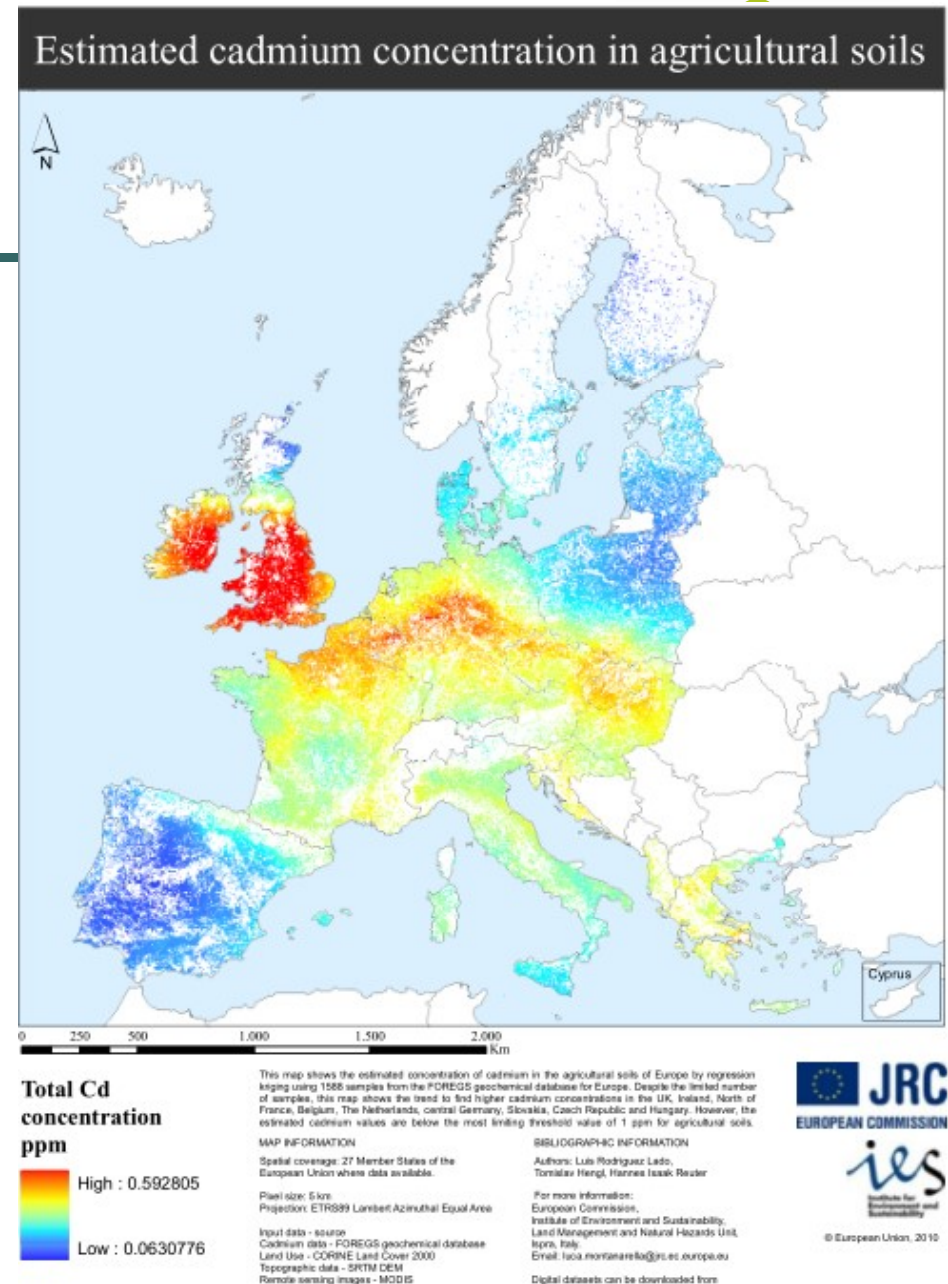 Estimated cadmium concentration in agricultural soils
N
Cyprus
0 250 500 1.000 1.500 2.000
Km
Total Cd
concentration
ppm
High : 0.592805
Low : 0.0630776
This map shows the estimated concentration of cadmium in the agricultural soils of Europe by regression
kriging using 1588 samples from the FOREGS geochemical database for Europe. Despite the limited number
of samples, this map shows the trend to find higher cadmium concentrations in the UK, Ireland, North of
France, Belgium, The Netherlands, central Germany, Slovakia, Czech Republic and Hungary. However, the
estimated cadmium values are below the most limiting threshold value of 1 ppm for agricultural soils.
MAP INFORMATION
Spatial coverage: 27 Member States of the
European Union where data available.
Pixel size: 5 km
Projection: ETRS89 Lambert Azimuthal Equal Area
Input data - source
Cadmium data - FOREGS geochemical database
Land Use - CORINE Land Cover 2000
Topographic data - SRTM DEM
Remote sensing images - MODIS
BIBLIOGRAPHIC INFORMATION
Authors: Luis Rodriguez Lado,
Tomislav Hengl, Hannes Isaak Reuter
For more information:
European Commission,
Institute of Environment and Sustainability,
Land Management and Natural Hazards Unit,
Ispra, Italy.
Email: luca.montanarella@jrc.ec.europa.eu
Digital datasets can be downloaded from
JRC
EUROPEAN COMMISSION
ies
Institute for
Environment and
Sustainability
© European Union, 2010